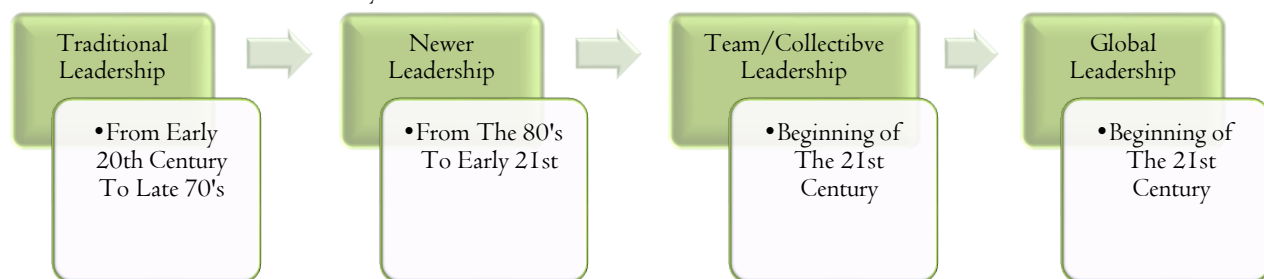 Traditional
Leadership
•From Early
20th Century
To Late 70's
Newer
Leadership
•From The 80's
To Early 21st
Team/Collectibve
Leadership
•Beginning of
The 21st
Century
Global
Leadership
•Beginning of
The 21st
Century